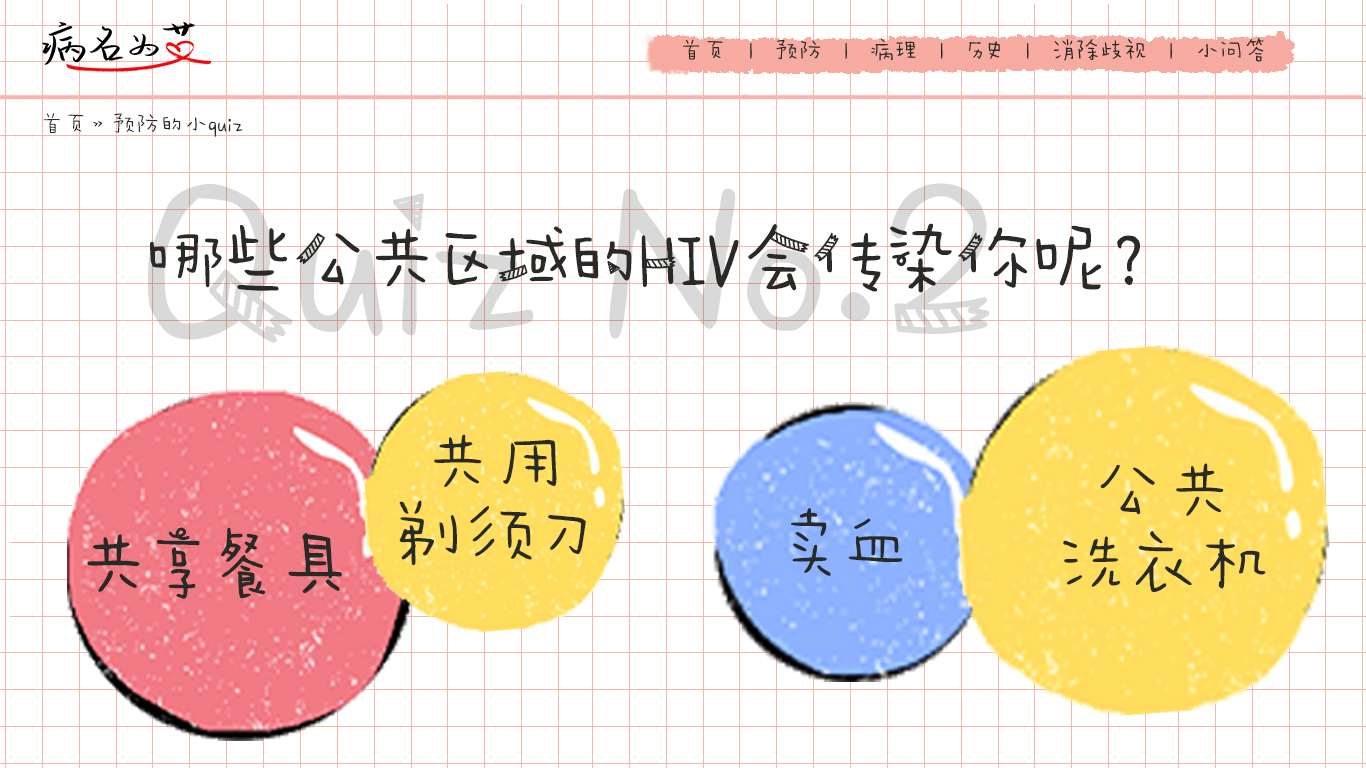 病名为艾
首页 | 预防 | 病理 | 历史 | 消除歧视 | 小问答
首页 » 预防的小quiz
Quiz No.2
哪些公共区域的HIV会传染你呢?
共享餐具
共用
剃须刀
卖血
公共
洗衣机